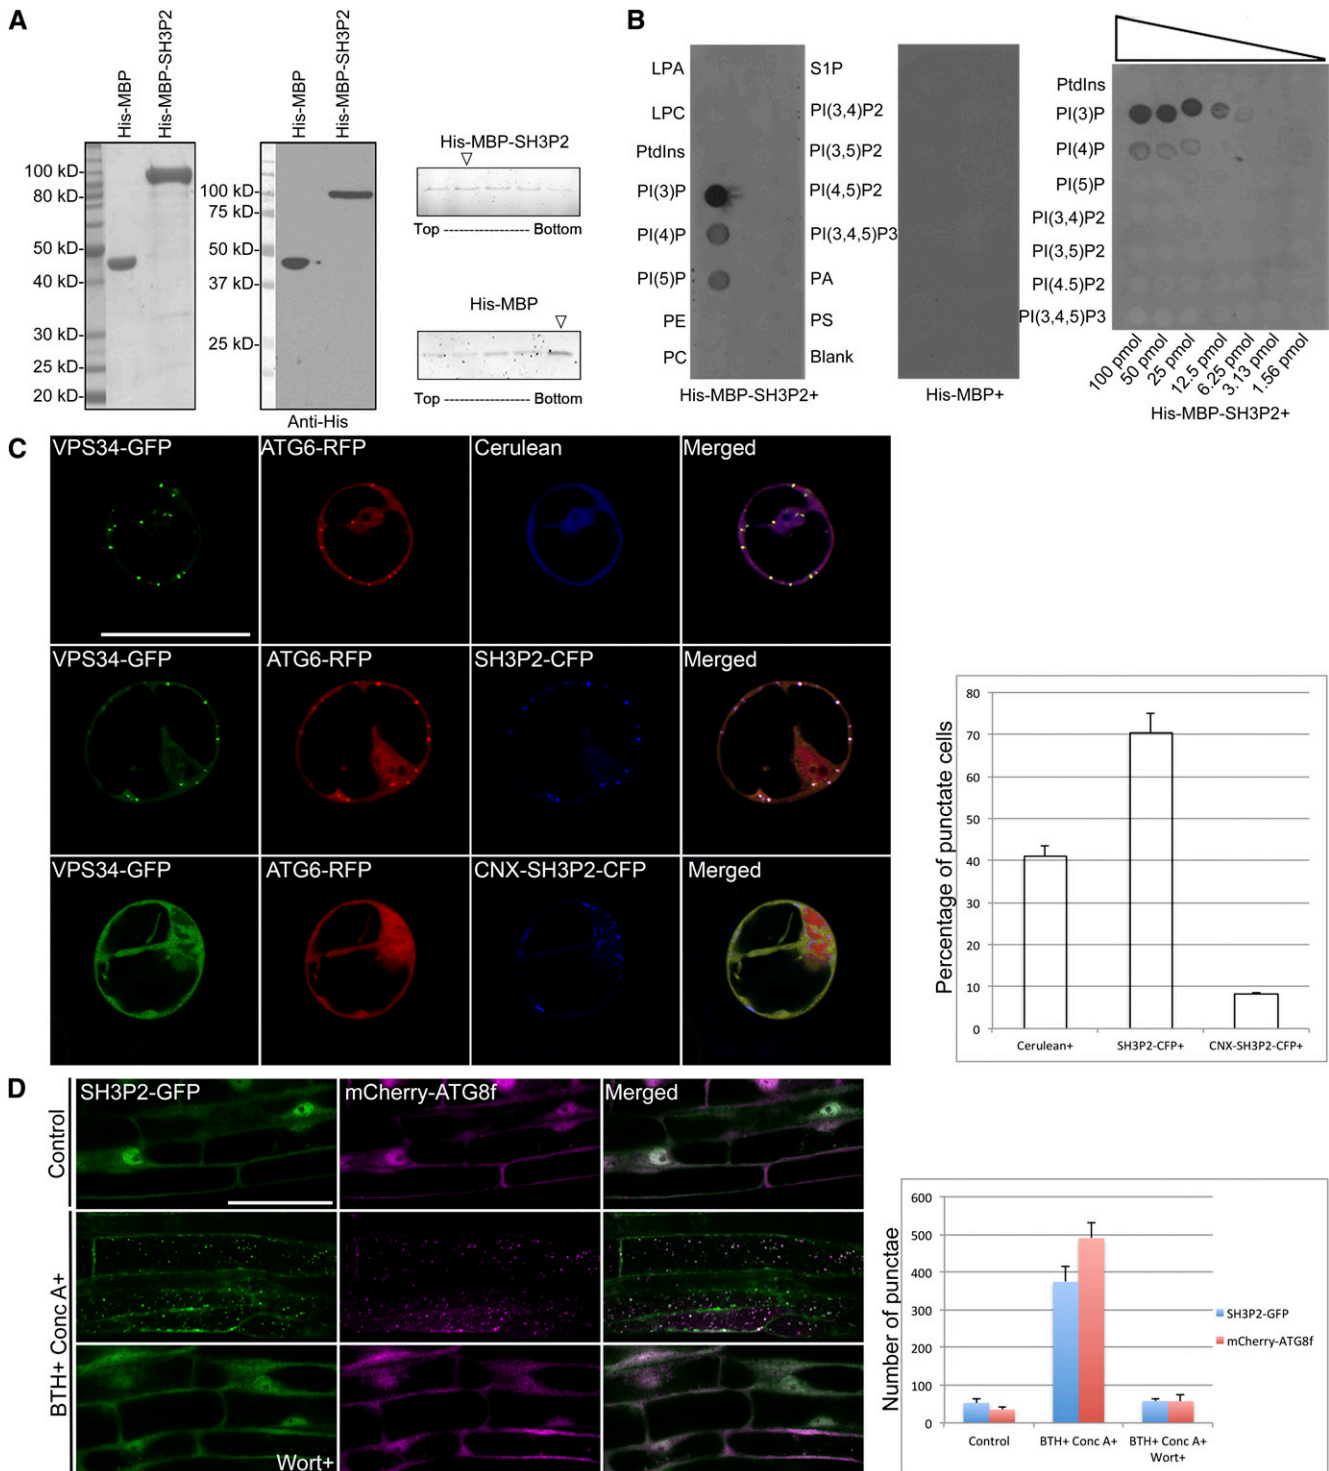 A
His-MBP
His-MBP-SH3P2
100 kD-
80 kD-
50 kD-
40 kD-
30 kD-
25 kD-
20 kD-
His-MBP
His-MBP-SH3P2
100 kD-
75 kD-
50 kD-
37 kD-
25 kD-
Anti-His
His-MBP-SH3P2
Top ----------------- Bottom
His-MBP
Top ----------------- Bottom
B
LPA
LPC
PtdIns
PI(3)P
PI(4)P
PI(5)P
PE
PC
S1P
PI(3,4)P2
PI(3,5)P2
PI(4,5)P2
PI(3,4,5)P3
PA
PS
Blank
His-MBP-SH3P2+
His-MBP+
PtdIns
PI(3)P
PI(4)P
PI(5)P
PI(3,4)P2
PI(3,5)P2
PI(4.5)P2
PI(3,4,5)P3
100 pmol
50 pmol
25 pmol
12.5 pmol
6.25 pmol
3.13 pmol
1.56 pmol
His-MBP-SH3P2+
C
VPS34-GFP ATG6-RFP Cerulean Merged
VPS34-GFP ATG6-RFP SH3P2-CFP Merged
VPS34-GFP ATG6-RFP CNX-SH3P2-CFP Merged
Percentage of punctate cells
80
70
60
50
40
30
20
10
0
Cerulean+ SH3P2-CFP+ CNX-SH3P2-CFP+
D
SH3P2-GFP mCherry-ATG8f Merged
Control
BTH+ Conc A+
Wort+
Number of punctae
600
500
400
300
200
100
0
Control BTH+ Conc A+ BTH+ Conc A+
Wort+
SH3P2-GFP
mCherry-ATG8f